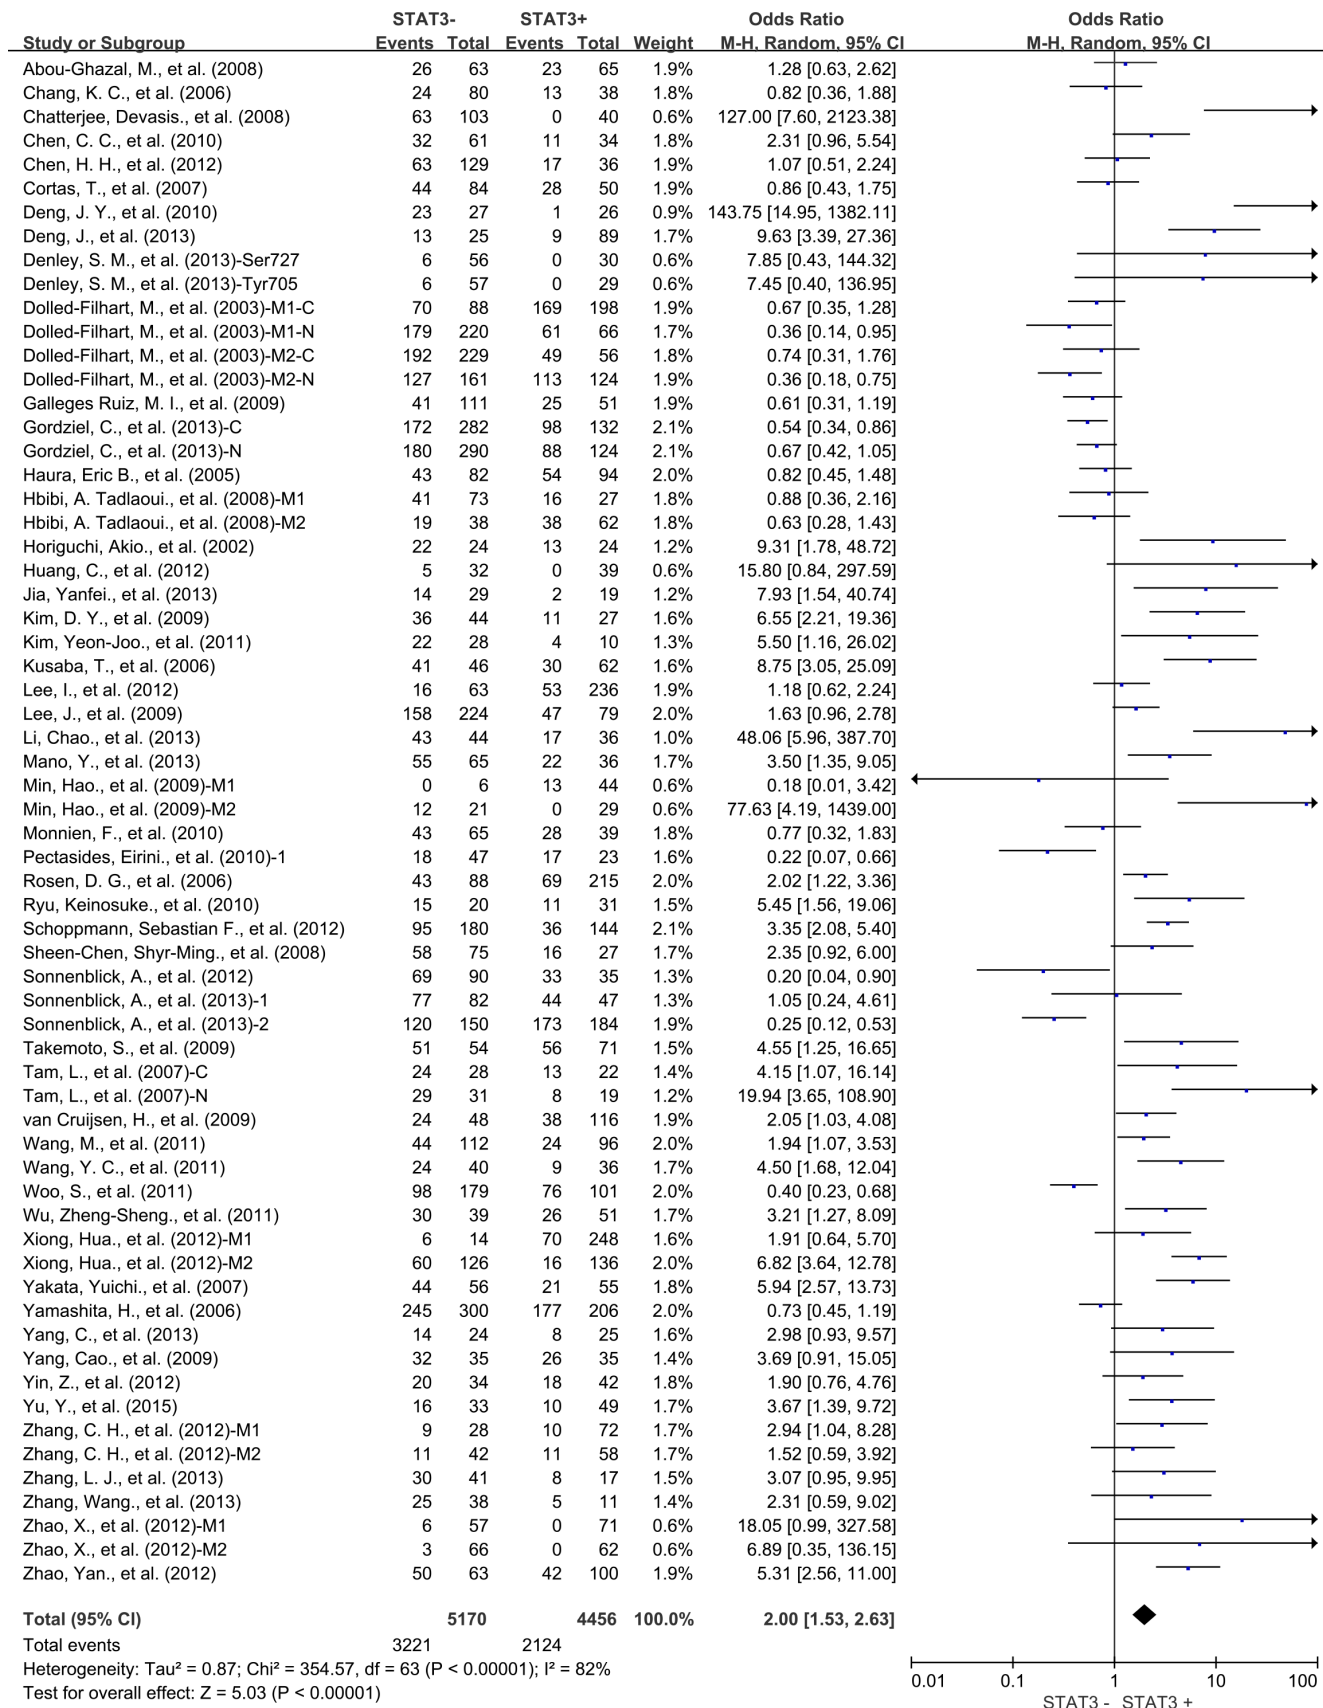 STAT3- STAT3+ Odds Ratio Odds Ratio
Study or Subgroup Events Total Events Total Weight M-H, Random, 95% CI M-H, Random, 95% CI
Abou-Ghazal, M., et al. (2008) 26 63 23 65 1.9% 1.28 [0.63, 2.62]
Chang, K. C., et al. (2006) 24 80 13 38 1.8% 0.82 [0.36, 1.88]
Chatterjee, Devasis., et al. (2008) 63 103 0 40 0.6% 127.00 [7.60, 2123.38]
Chen, C. C., et al. (2010) 32 61 11 34 1.8% 2.31 [0.96, 5.54]
Chen, H. H., et al. (2012) 63 129 17 36 1.9% 1.07 [0.51, 2.24]
Cortas, T., et al. (2007) 44 84 28 50 1.9% 0.86 [0.43, 1.75]
Deng, J. Y., et al. (2010) 23 27 1 26 0.9% 143.75 [14.95, 1382.11]
Deng, J., et al. (2013) 13 25 9 89 1.7% 9.63 [3.39, 27.36]
Denley, S. M., et al. (2013)-Ser727 6 56 0 30 0.6% 7.85 [0.43, 144.32]
Denley, S. M., et al. (2013)-Tyr705 6 57 0 29 0.6% 7.45 [0.40, 136.95]
Dolled-Filhart, M., et al. (2003)-M1-C 70 88 169 198 1.9% 0.67 [0.35, 1.28]
Dolled-Filhart, M., et al. (2003)-M1-N 179 220 61 66 1.7% 0.36 [0.14, 0.95]
Dolled-Filhart, M., et al. (2003)-M2-C 192 229 49 56 1.8% 0.74 [0.31, 1.76]
Dolled-Filhart, M., et al. (2003)-M2-N 127 161 113 124 1.9% 0.36 [0.18, 0.75]
Galleges Ruiz, M. I., et al. (2009) 41 111 25 51 1.9% 0.61 [0.31, 1.19]
Gordziel, C., et al. (2013)-C 172 282 98 132 2.1% 0.54 [0.34, 0.86]
Gordziel, C., et al. (2013)-N 180 290 88 124 2.1% 0.67 [0.42, 1.05]
Haura, Eric B., et al. (2005) 43 82 54 94 2.0% 0.82 [0.45, 1.48]
Hbibi, A. Tadlaoui., et al. (2008)-M1 41 73 16 27 1.8% 0.88 [0.36, 2.16]
Hbibi, A. Tadlaoui., et al. (2008)-M2 19 38 38 62 1.8% 0.63 [0.28, 1.43]
Horiguchi, Akio., et al. (2002) 22 24 13 24 1.2% 9.31 [1.78, 48.72]
Huang, C., et al. (2012) 5 32 0 39 0.6% 15.80 [0.84, 297.59]
Jia, Yanfei., et al. (2013) 14 29 2 19 1.2% 7.93 [1.54, 40.74]
Kim, D. Y., et al. (2009) 36 44 11 27 1.6% 6.55 [2.21, 19.36]
Kim, Yeon-Joo., et al. (2011) 22 28 4 10 1.3% 5.50 [1.16, 26.02]
Kusaba, T., et al. (2006) 41 46 30 62 1.6% 8.75 [3.05, 25.09]
Lee, I., et al. (2012) 16 63 53 236 1.9% 1.18 [0.62, 2.24]
Lee, J., et al. (2009) 158 224 47 79 2.0% 1.63 [0.96, 2.78]
Li, Chao., et al. (2013) 43 44 17 36 1.0% 48.06 [5.96, 387.70]
Mano, Y., et al. (2013) 55 65 22 36 1.7% 3.50 [1.35, 9.05]
Min, Hao., et al. (2009)-M1 0 6 13 44 0.6% 0.18 [0.01, 3.42]
Min, Hao., et al. (2009)-M2 12 21 0 29 0.6% 77.63 [4.19, 1439.00]
Monnien, F., et al. (2010) 43 65 28 39 1.8% 0.77 [0.32, 1.83]
Pectasides, Eirini., et al. (2010)-1 18 47 17 23 1.6% 0.22 [0.07, 0.66]
Rosen, D. G., et al. (2006) 43 88 69 215 2.0% 2.02 [1.22, 3.36]
Ryu, Keinosuke., et al. (2010) 15 20 11 31 1.5% 5.45 [1.56, 19.06]
Schoppmann, Sebastian F., et al. (2012) 95 180 36 144 2.1% 3.35 [2.08, 5.40]
Sheen-Chen, Shyr-Ming., et al. (2008) 58 75 16 27 1.7% 2.35 [0.92, 6.00]
Sonnenblick, A., et al. (2012) 69 90 33 35 1.3% 0.20 [0.04, 0.90]
Sonnenblick, A., et al. (2013)-1 77 82 44 47 1.3% 1.05 [0.24, 4.61]
Sonnenblick, A., et al. (2013)-2 120 150 173 184 1.9% 0.25 [0.12, 0.53]
Takemoto, S., et al. (2009) 51 54 56 71 1.5% 4.55 [1.25, 16.65]
Tam, L., et al. (2007)-C 24 28 13 22 1.4% 4.15 [1.07, 16.14]
Tam, L., et al. (2007)-N 29 31 8 19 1.2% 19.94 [3.65, 108.90]
van Cruijsen, H., et al. (2009) 24 48 38 116 1.9% 2.05 [1.03, 4.08]
Wang, M., et al. (2011) 44 112 24 96 2.0% 1.94 [1.07, 3.53]
Wang, Y. C., et al. (2011) 24 40 9 36 1.7% 4.50 [1.68, 12.04]
Woo, S., et al. (2011) 98 179 76 101 2.0% 0.40 [0.23, 0.68]
Wu, Zheng-Sheng., et al. (2011) 30 39 26 51 1.7% 3.21 [1.27, 8.09]
Xiong, Hua., et al. (2012)-M1 6 14 70 248 1.6% 1.91 [0.64, 5.70]
Xiong, Hua., et al. (2012)-M2 60 126 16 136 2.0% 6.82 [3.64, 12.78]
Yakata, Yuichi., et al. (2007) 44 56 21 55 1.8% 5.94 [2.57, 13.73]
Yamashita, H., et al. (2006) 245 300 177 206 2.0% 0.73 [0.45, 1.19]
Yang, C., et al. (2013) 14 24 8 25 1.6% 2.98 [0.93, 9.57]
Yang, Cao., et al. (2009) 32 35 26 35 1.4% 3.69 [0.91, 15.05]
Yin, Z., et al. (2012) 20 34 18 42 1.8% 1.90 [0.76, 4.76]
Yu, Y., et al. (2015) 16 33 10 49 1.7% 3.67 [1.39, 9.72]
Zhang, C. H., et al. (2012)-M1 9 28 10 72 1.6% 2.94 [1.04, 8.28]
Zhang, C. H., et al. (2012)-M2 11 42 11 58 1.7% 1.52 [0.59, 3.92]
Zhang, L. J., et al. (2013) 30 41 8 17 1.5% 3.07 [0.95, 9.95]
Zhang, Wang., et al. (2013) 25 38 5 11 1.4% 2.31 [0.59, 9.02]
Zhao, X., et al. (2012)-M1 6 57 0 71 0.6% 18.05 [0.99, 327.58]
Zhao, X., et al. (2012)-M2 3 66 0 62 0.6% 6.89 [0.35, 136.15]
Zhao, Yan., et al. (2012) 50 63 42 100 1.9% 5.31 [2.56, 11.00]
Total (95% CI) 5170 4456 100.0% 2.00 [1.53, 2.63]
Total events 3221 2124
Heterogeneity: Tau² = 0.87; Chi² = 354.57, df = 63 (P < 0.00001); I² = 82%
Test for overall effect: Z = 5.03 (P < 0.00001)
0.01 0.1 1 10 100
STAT3 - STAT3 +